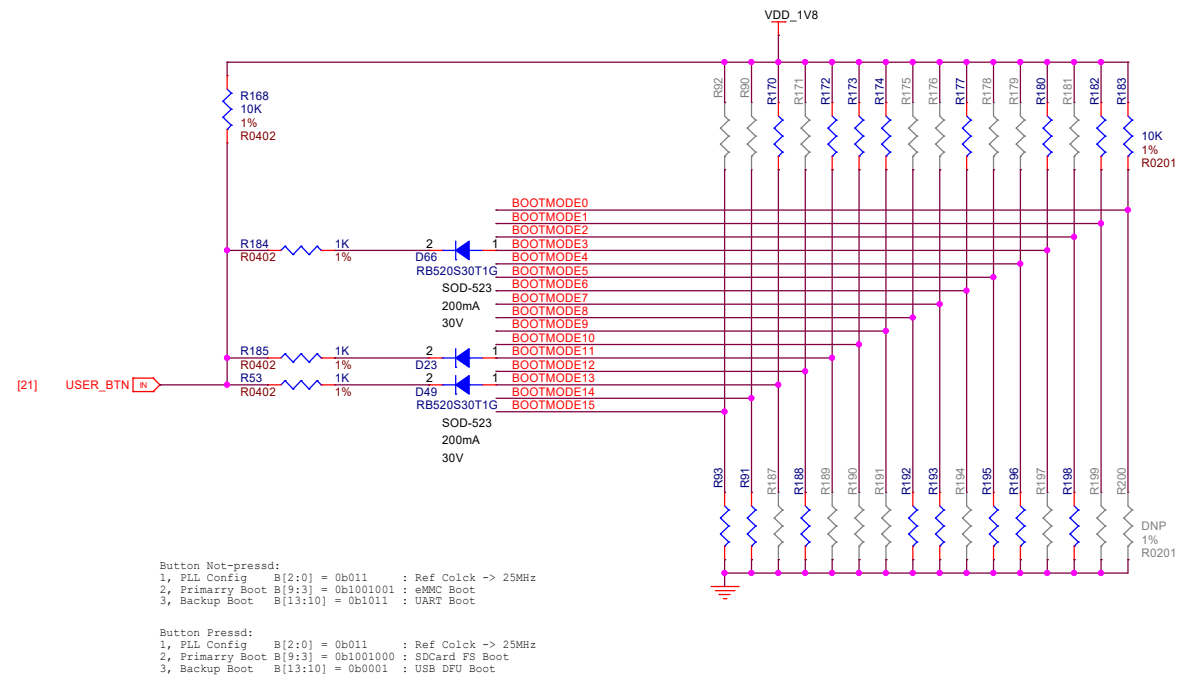 VDD_1V8
R92 R90 R170 R171 R172 R173 R174 R175 R176 R177 R178 R179 R180 R181 R182 R183
R168
10K
1%
R0402
10K
1%
R0201
BOOTMODE0
BOOTMODE1
BOOTMODE2
R184 1K 2 1 BOOTMODE3
R0402 1% D66 BOOTMODE4
RB520S30T1G BOOTMODE5
SOD-523 BOOTMODE6
200mA BOOTMODE7
30V BOOTMODE8
BOOTMODE9
BOOTMODE10
R185 1K 2 1 BOOTMODE11
R0402 1% D23 BOOTMODE12
[21] USER_BTN IN R53 1K 2 1 BOOTMODE13
R0402 1% D49 BOOTMODE14
RB520S30T1G BOOTMODE15
SOD-523
200mA
30V
R93 R91 R187 R188 R189 R190 R191 R192 R193 R194 R195 R196 R197 R198 R199 R200
DNP
1%
R0201
Button Not-pressd:
1, PLL Config B[2:0] = 0b011 : Ref Colck -> 25MHz
2, Primarry Boot B[9:3] = 0b1001001 : eMMC Boot
3, Backup Boot B[13:10] = 0b1011 : UART Boot
Button Pressd:
1, PLL Config B[2:0] = 0b011 : Ref Colck -> 25MHz
2, Primarry Boot B[9:3] = 0b1001000 : SDCard FS Boot
3, Backup Boot B[13:10] = 0b0001 : USB DFU Boot